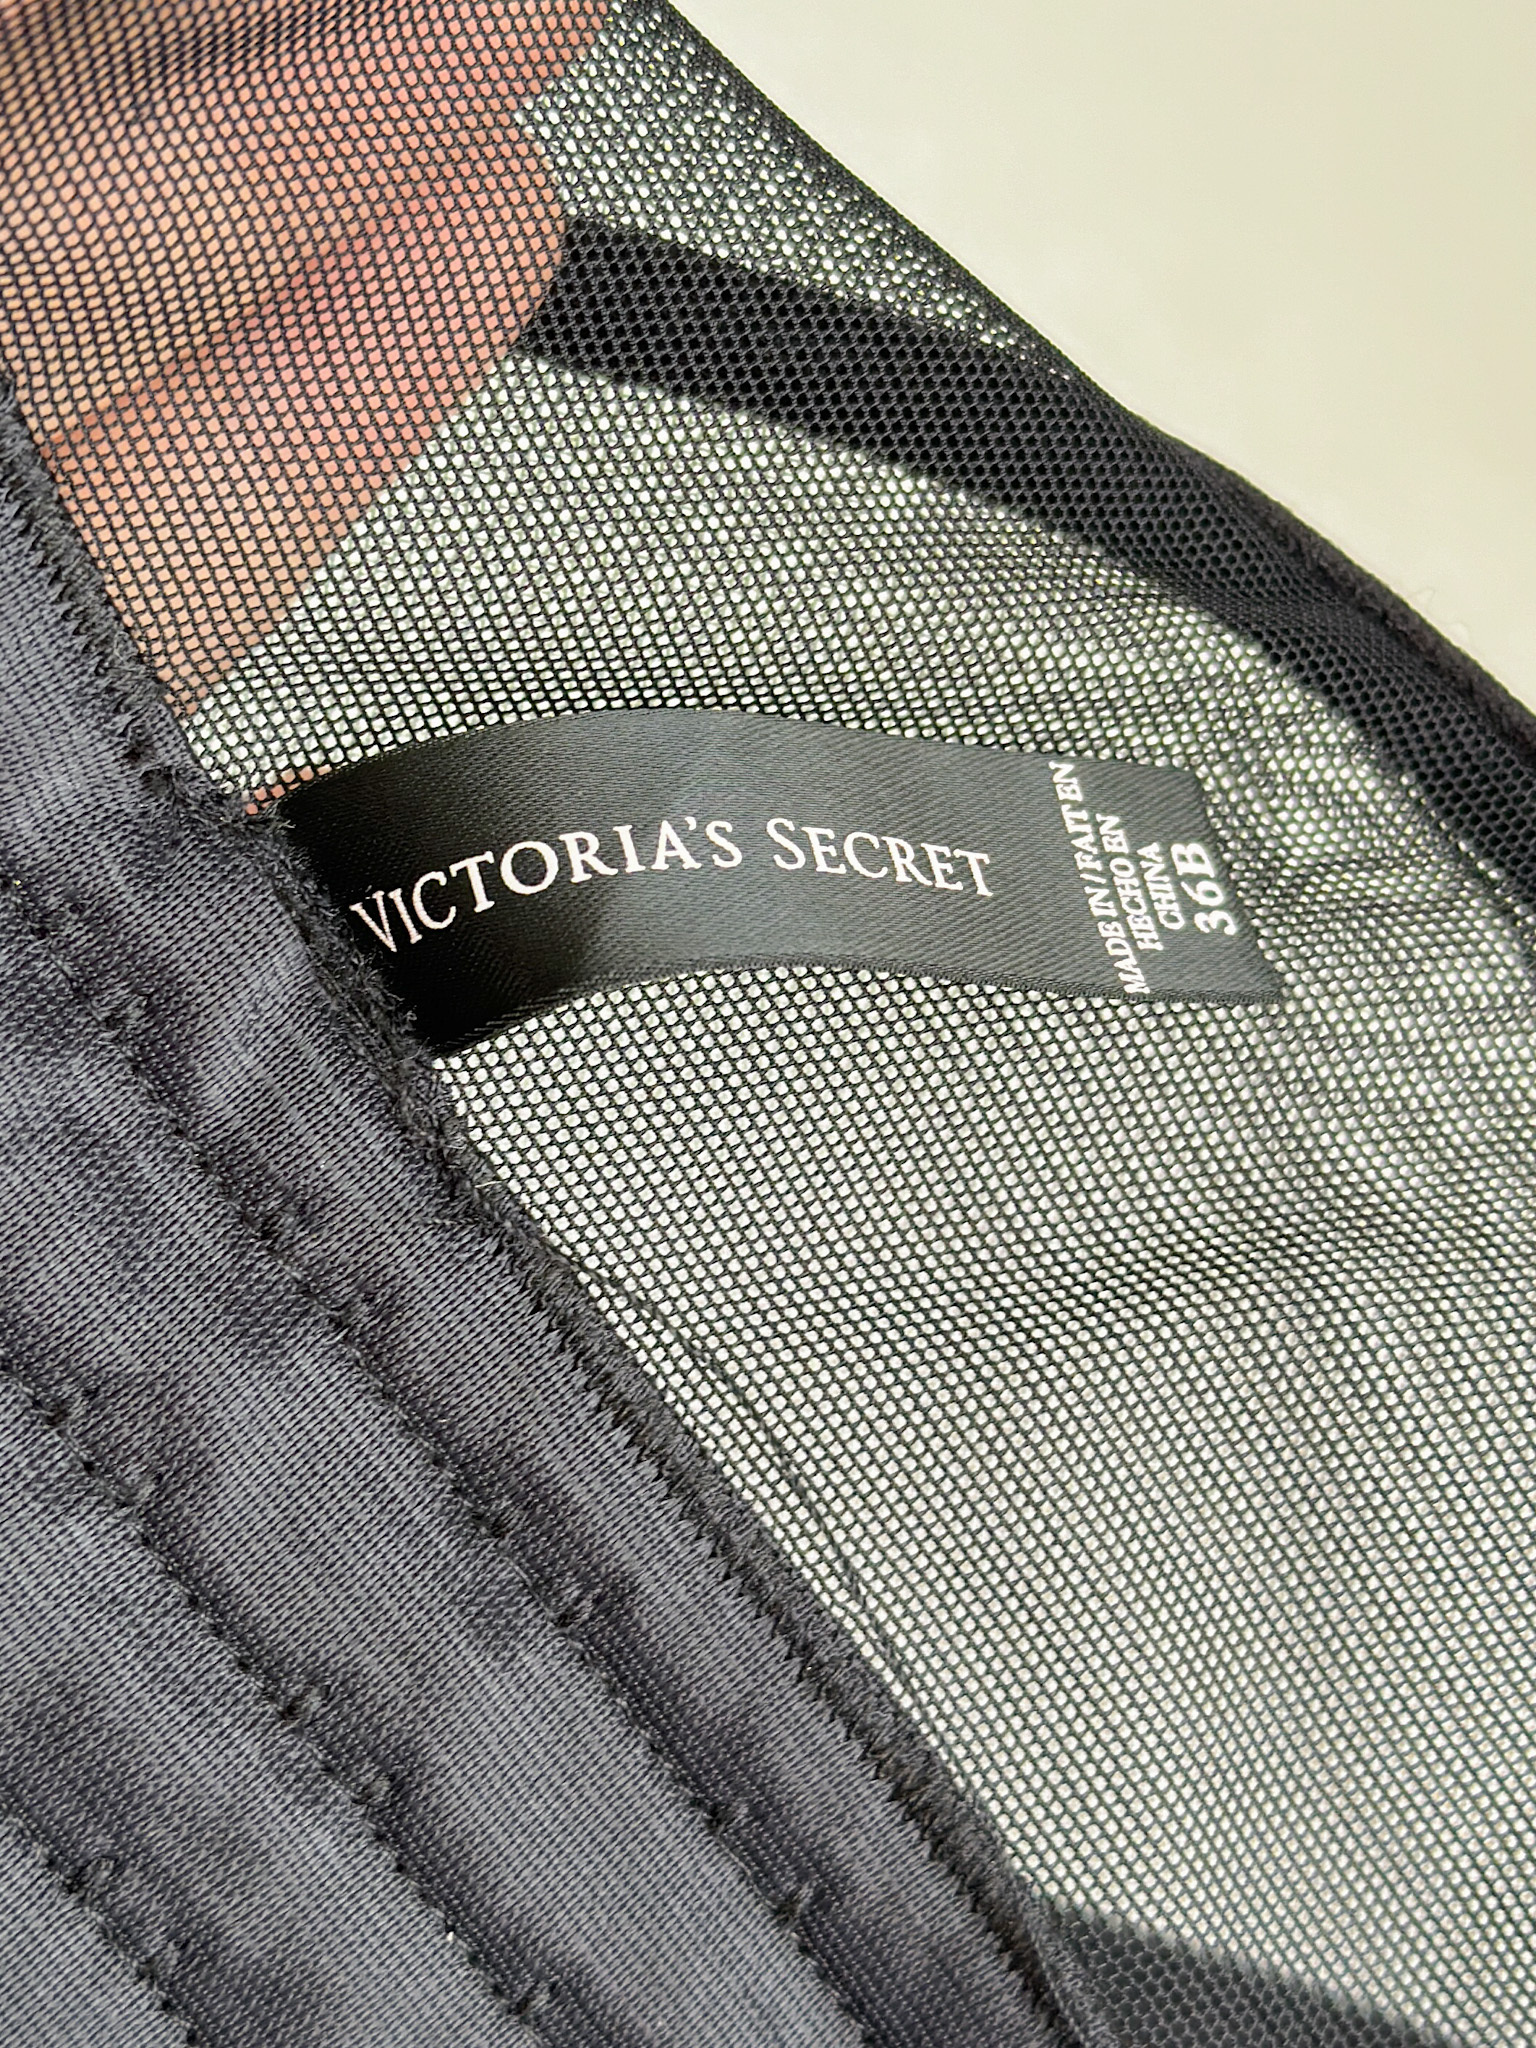 VICTORIA'S SECRET
MADE IN/FAIT EN
HECHO EN
CHINA
36B